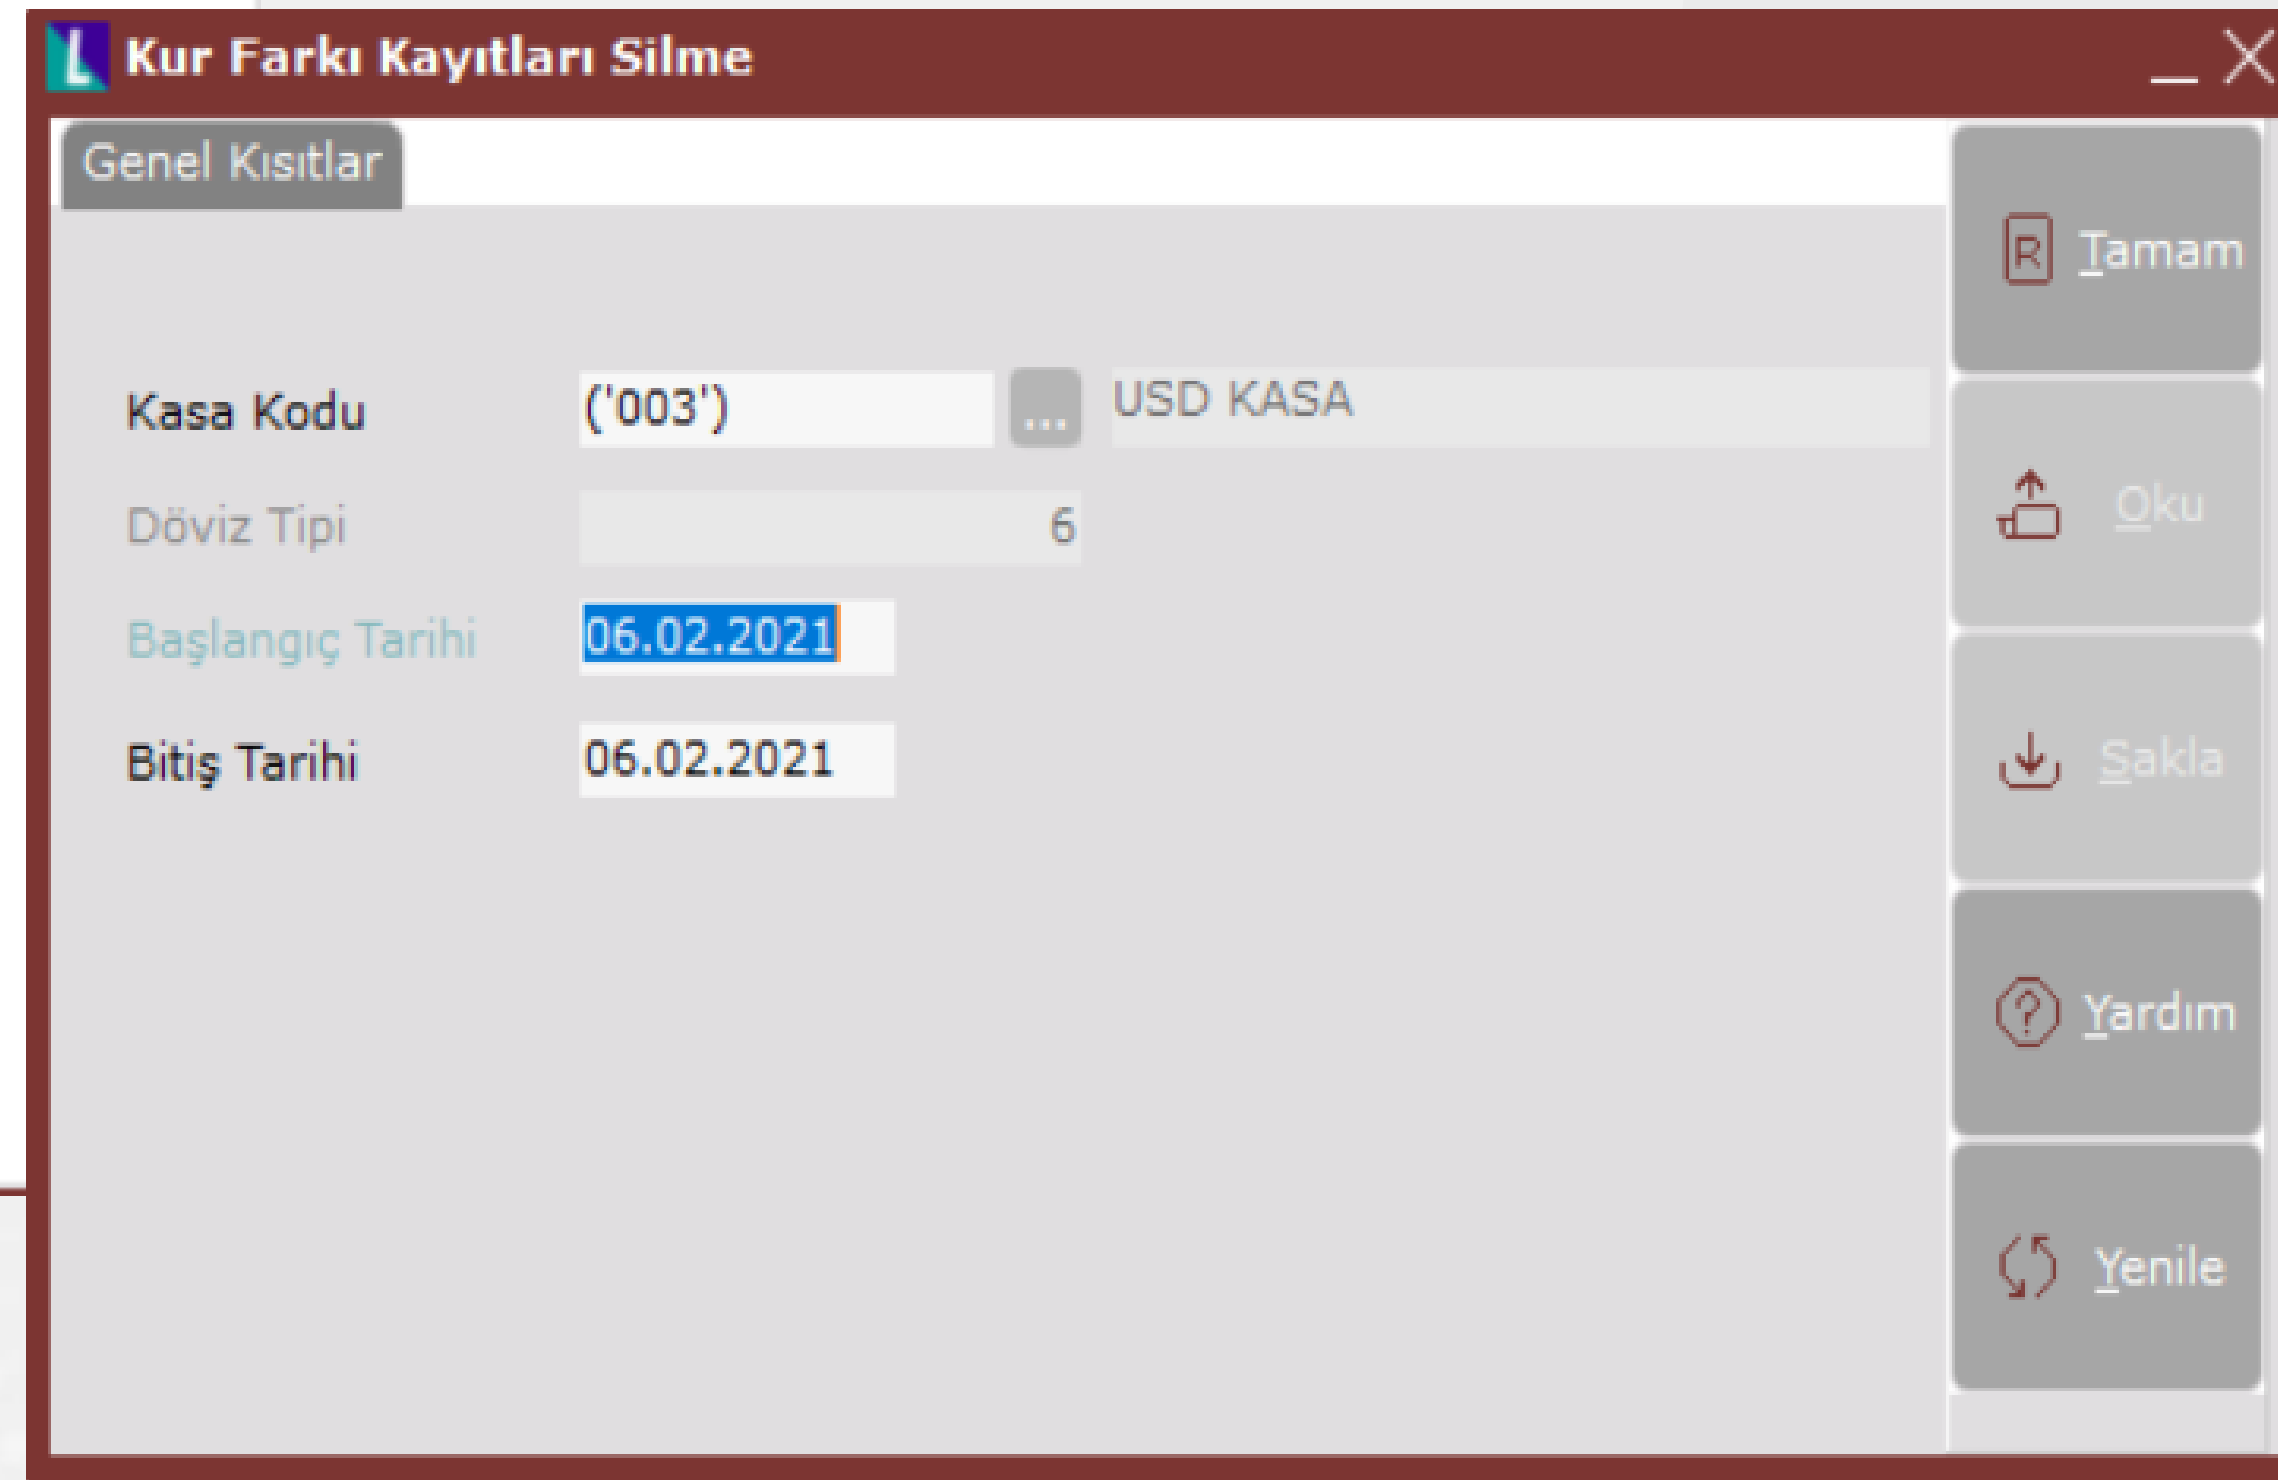 Kur Farkı Kayıtları Silme
Genel Kısıtlar
Tamam
Kasa Kodu ('003') ... USD KASA
Oku
Döviz Tipi 6
Başlangıç Tarihi 06.02.2021
Bitiş Tarihi 06.02.2021
Sakla
Yardım
Yenile